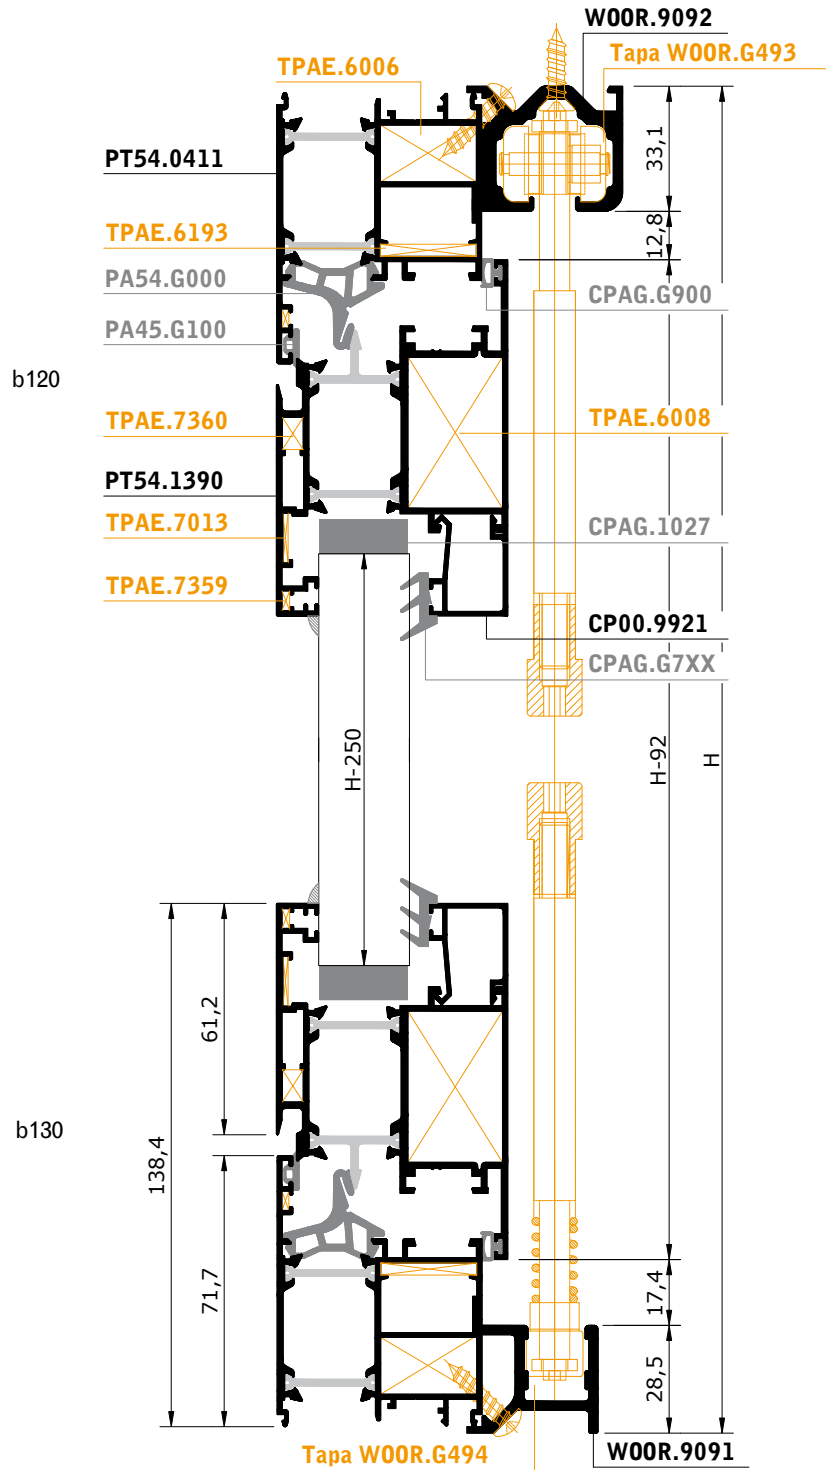 W00R.9092
Tapa W00R.G493
TPAE.6006
PT54.0411
33,1
TPAE.6193
12,8
PA54.G000
CPAG.G900
PA45.G100
b120
TPAE.7360
TPAE.6008
PT54.1390
TPAE.7013
CPAG.1027
TPAE.7359
CP00.9921
CPAG.G7XX
H-250
H-92
H
61,2
b130
138,4
71,7
17,4
28,5
Tapa W00R.G494
W00R.9091